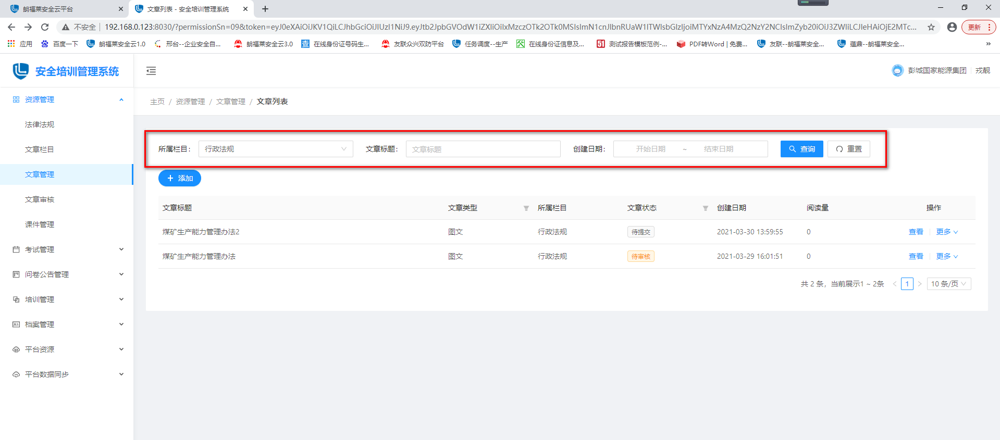 朗福莱安全云平台
文章列表 - 安全培训管理系统
不安全
192.168.0.123:8030/?permissionSn=09&token=eyJ0eXAiOiJKV1QiLCJhbGciOiJIUzI1NiJ9.eyJtb2JpbGVOdW1iZXIiOiIxMzczOTk2OTk0MSIsImN1cnJlbnRUaW1lTWlsbGlzIjoiMTYxNzA4MzQ2NzY2NCIsImZyb20iOiJ3ZWIiLCJleHAiOjE2MTc...
更新
应用
百度一下
朗福莱安全云1.0
邢台--企业安全自...
朗福莱安全云3.0
在线身份证号码生...
友联众兴双防平台
任务调度--生产
在线身份证信息及...
测试报告模板范例-...
PDF转Word | 免费...
友联--朗福莱安全...
蕴鼎--朗福莱安全...
安全培训管理系统
彭城国家能源集团
戎靓
主页 / 资源管理 / 文章管理 / 文章列表
资源管理
法律法规
文章栏目
文章管理
文章审核
课件管理
考试管理
问卷公告管理
培训管理
档案管理
平台资源
平台数据同步
所属栏目: 行政法规 文章标题: 文章标题 创建日期: 开始日期 ~ 结束日期 查询 重置
添加
文章标题 文章类型 所属栏目 文章状态 创建日期 阅读量 操作
煤矿生产能力管理办法2 图文 行政法规 待提交 2021-03-30 13:59:55 0 查看 更多
煤矿生产能力管理办法 图文 行政法规 待审核 2021-03-29 16:01:51 0 查看 更多
共 2 条, 当前展示1 ~ 2条 < 1 > 10 条/页